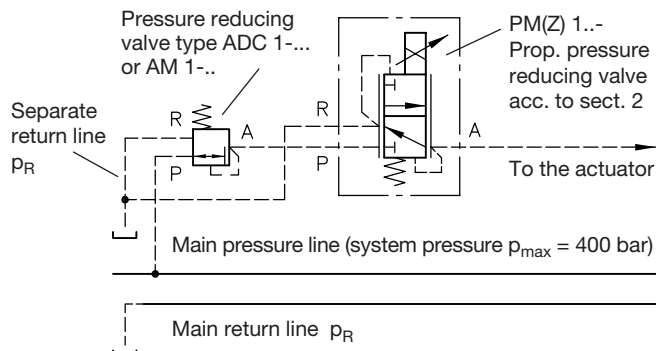 Pressure reducing
valve type ADC 1-...
or AM 1-..
PM(Z) 1..-
Prop. pressure
reducing valve
acc. to sect. 2
Separate
return line
pR
R
A
P
R
P
A
To the actuator
Main pressure line (system pressure pmax = 400 bar)
Main return line pR